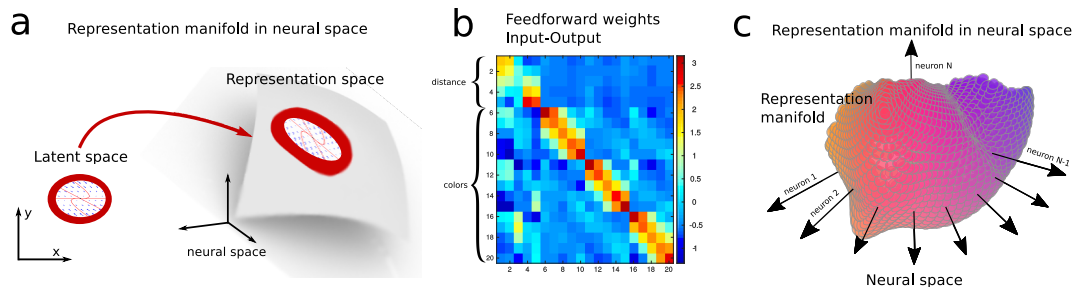 a
Representation manifold in neural space
Representation space
Latent space
y
x
neural space
b
Feedforward weights
Input-Output
distance
colors
2
4
6
8
10
12
14
16
18
20
2 4 6 8 10 12 14 16 18 20
3
2.5
2
1.5
1
0.5
0
-0.5
-1
c
Representation manifold in neural space
neuron N
Representation
manifold
neuron N-1
neuron 1
neuron 2
Neural space